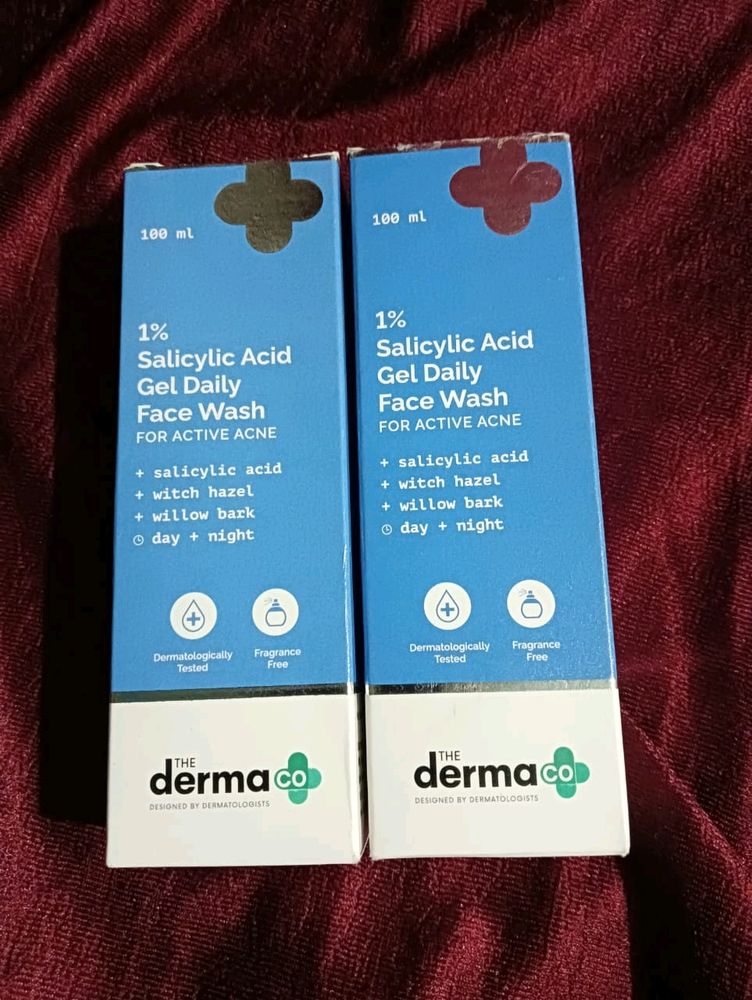 100 ml
1%
Salicylic Acid
Gel Daily
Face Wash
FOR ACTIVE ACNE
+ salicylic acid
+ witch hazel
+ willow bark
day + night
Dermatologically
Tested
Fragrance
Free
THE
derma co
DESIGNED BY DERMATOLOGISTS
100 ml
1%
Salicylic Acid
Gel Daily
Face Wash
FOR ACTIVE ACNE
+ salicylic acid
+ witch hazel
+ willow bark
day + night
Dermatologically
Tested
Fragrance
Free
THE
derma co
DESIGNED BY DERMATOLOGISTS